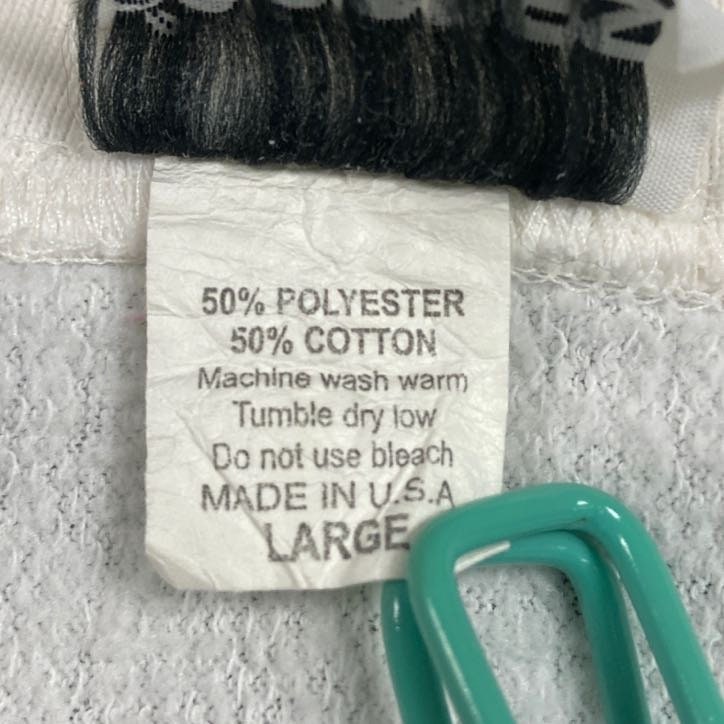 50% POLYESTER
50% COTTON
Machine wash warm
Tumble dry low
Do not use bleach
MADE IN U.S.A
LARGE